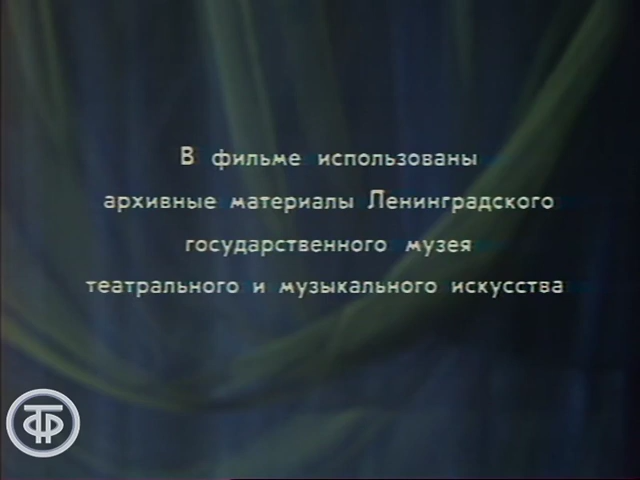 В фильме использованы
архивные материалы Ленинградского
государственного музея
театрального и музыкального искусства